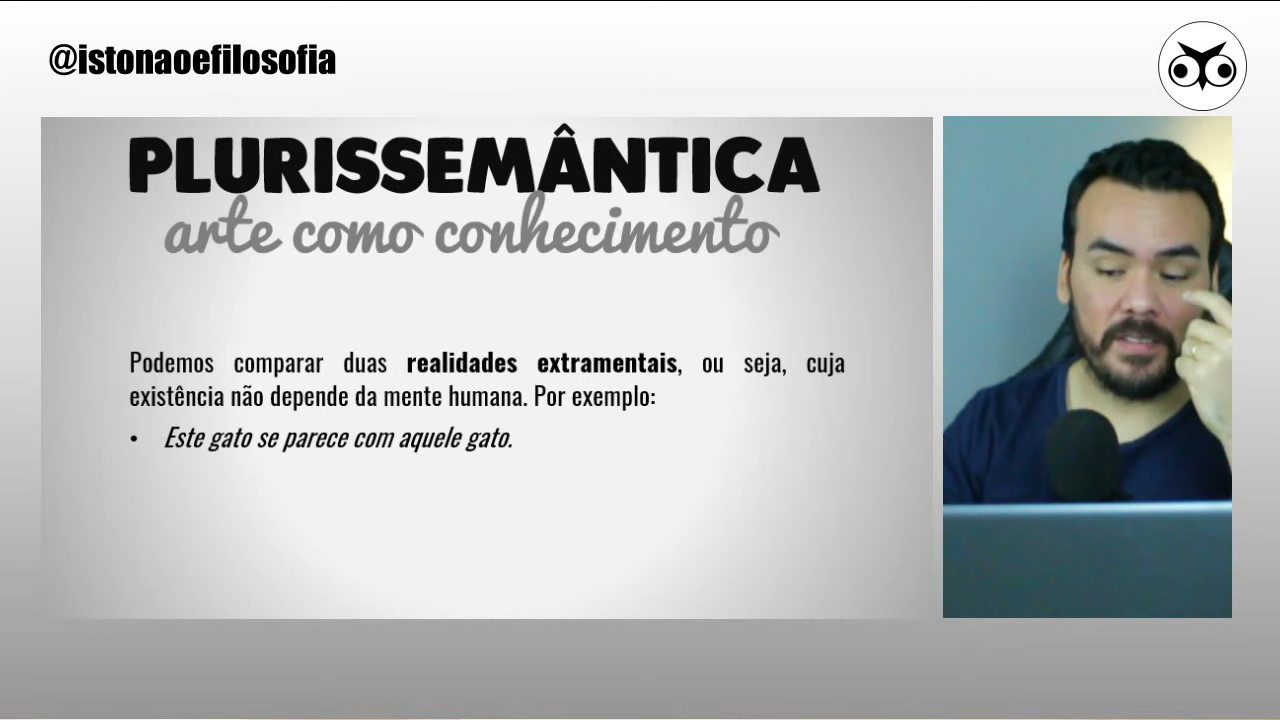 @istonaoefilosofia
PLURISSEMÂNTICA
arte como conhecimento
Podemos comparar duas realidades extramentais, ou seja, cuja
existência não depende da mente humana. Por exemplo:
• Este gato se parece com aquele gato.